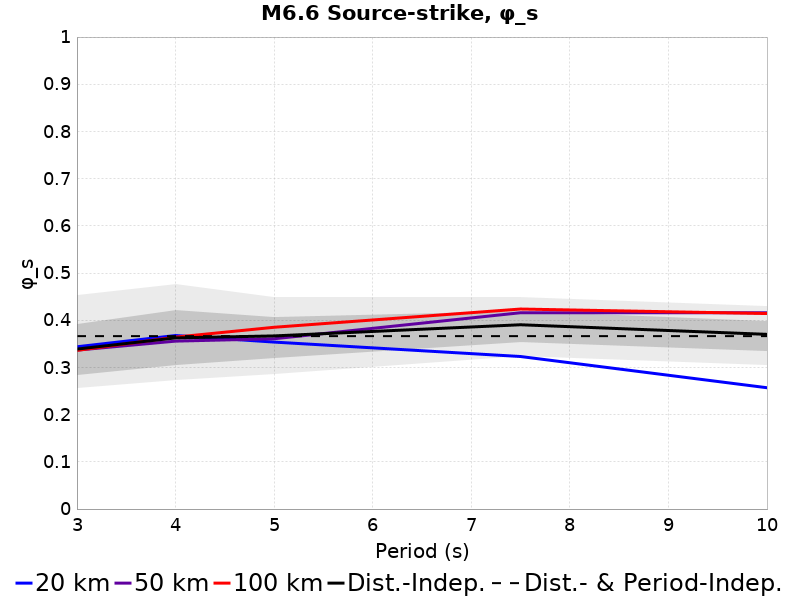 M6.6 Source-strike, φ_s
1
0.9
0.8
0.7
0.6
0.5
0.4
0.3
0.2
0.1
0
φ_s
3 4 5 6 7 8 9 10
Period (s)
20 km 50 km 100 km Dist.-Indep. Dist.- & Period-Indep.